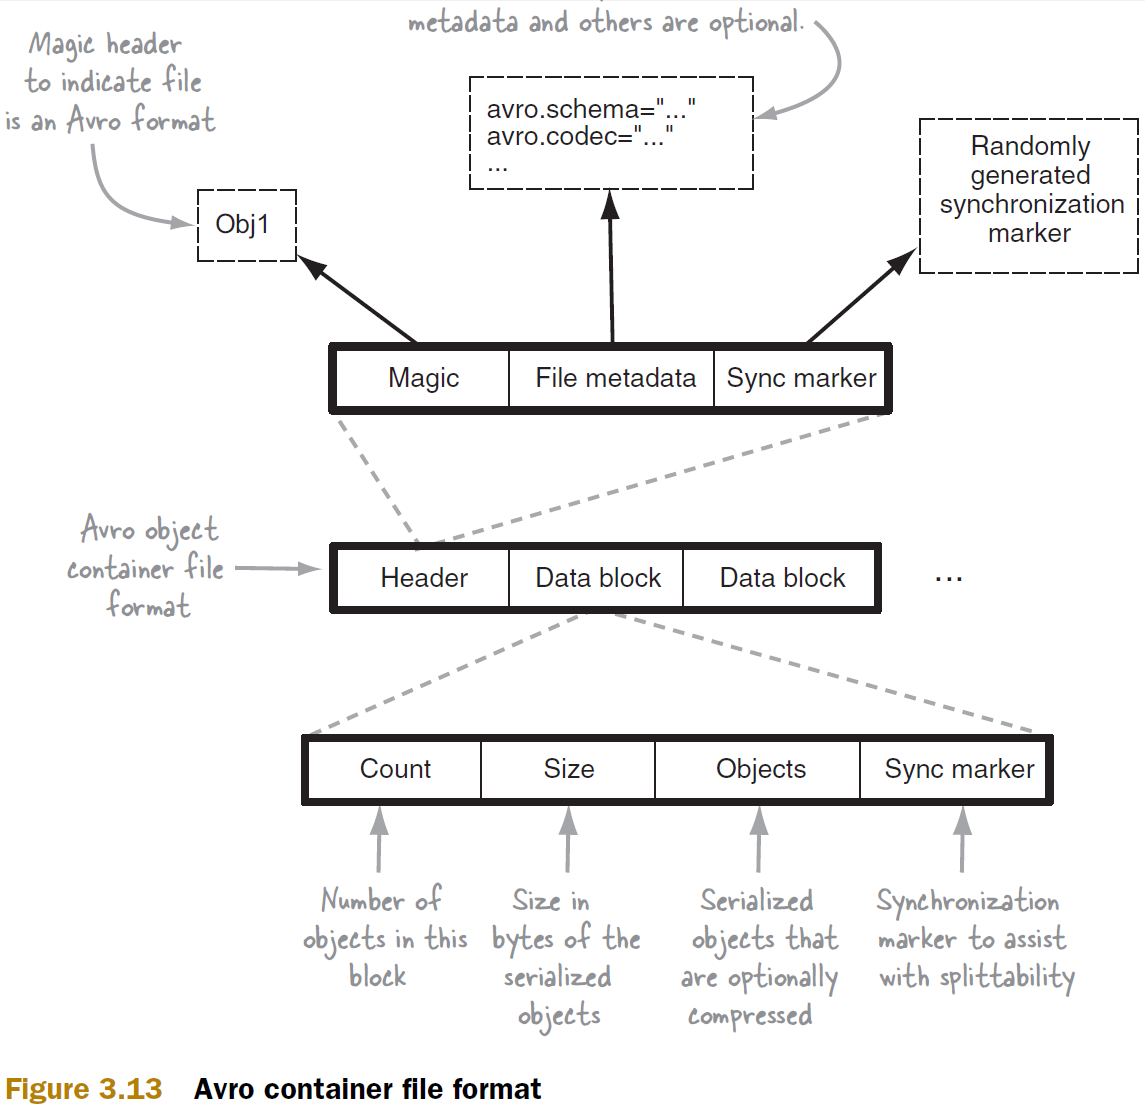 metadata and others are optional.
Magic header
to indicate file
is an Avro format
avro.schema="..."
avro.codec="..."
...
Randomly
generated
synchronization
marker
Obj1
Magic
File metadata
Sync marker
Avro object
container file
format
Header
Data block
Data block
...
Count
Size
Objects
Sync marker
Number of
objects in this
block
Size in
bytes of the
serialized
objects
Serialized
objects that
are optionally
compressed
Synchronization
marker to assist
with splittability
Figure 3.13 Avro container file format